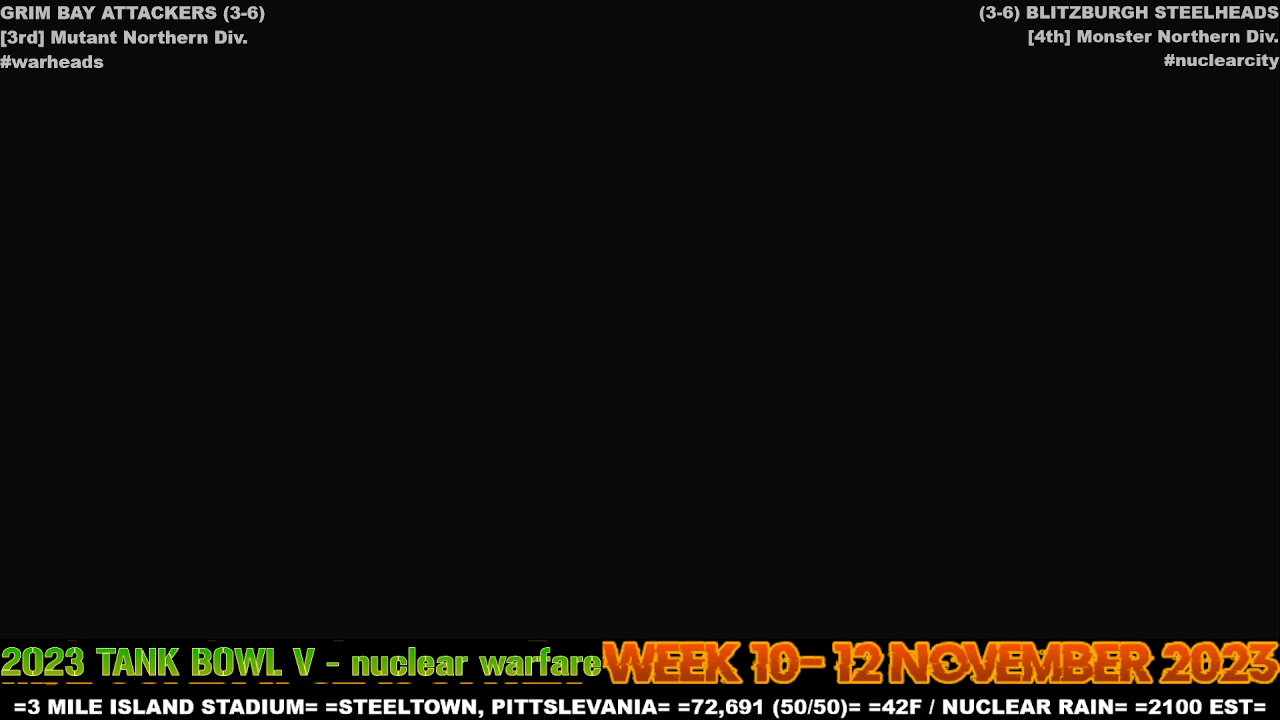 GRIM BAY ATTACKERS (3-6)
[3rd] Mutant Northern Div.
#warheads
(3-6) BLITZBURGH STEELHEADS
[4th] Monster Northern Div.
#nuclearcity
2023 TANK BOWL V - nuclear warfare
WEEK 10- 12 NOVEMBER 2023
=3 MILE ISLAND STADIUM= =STEELTOWN, PITTSLEVANIA= =72,691 (50/50)= =42F / NUCLEAR RAIN= =2100 EST=